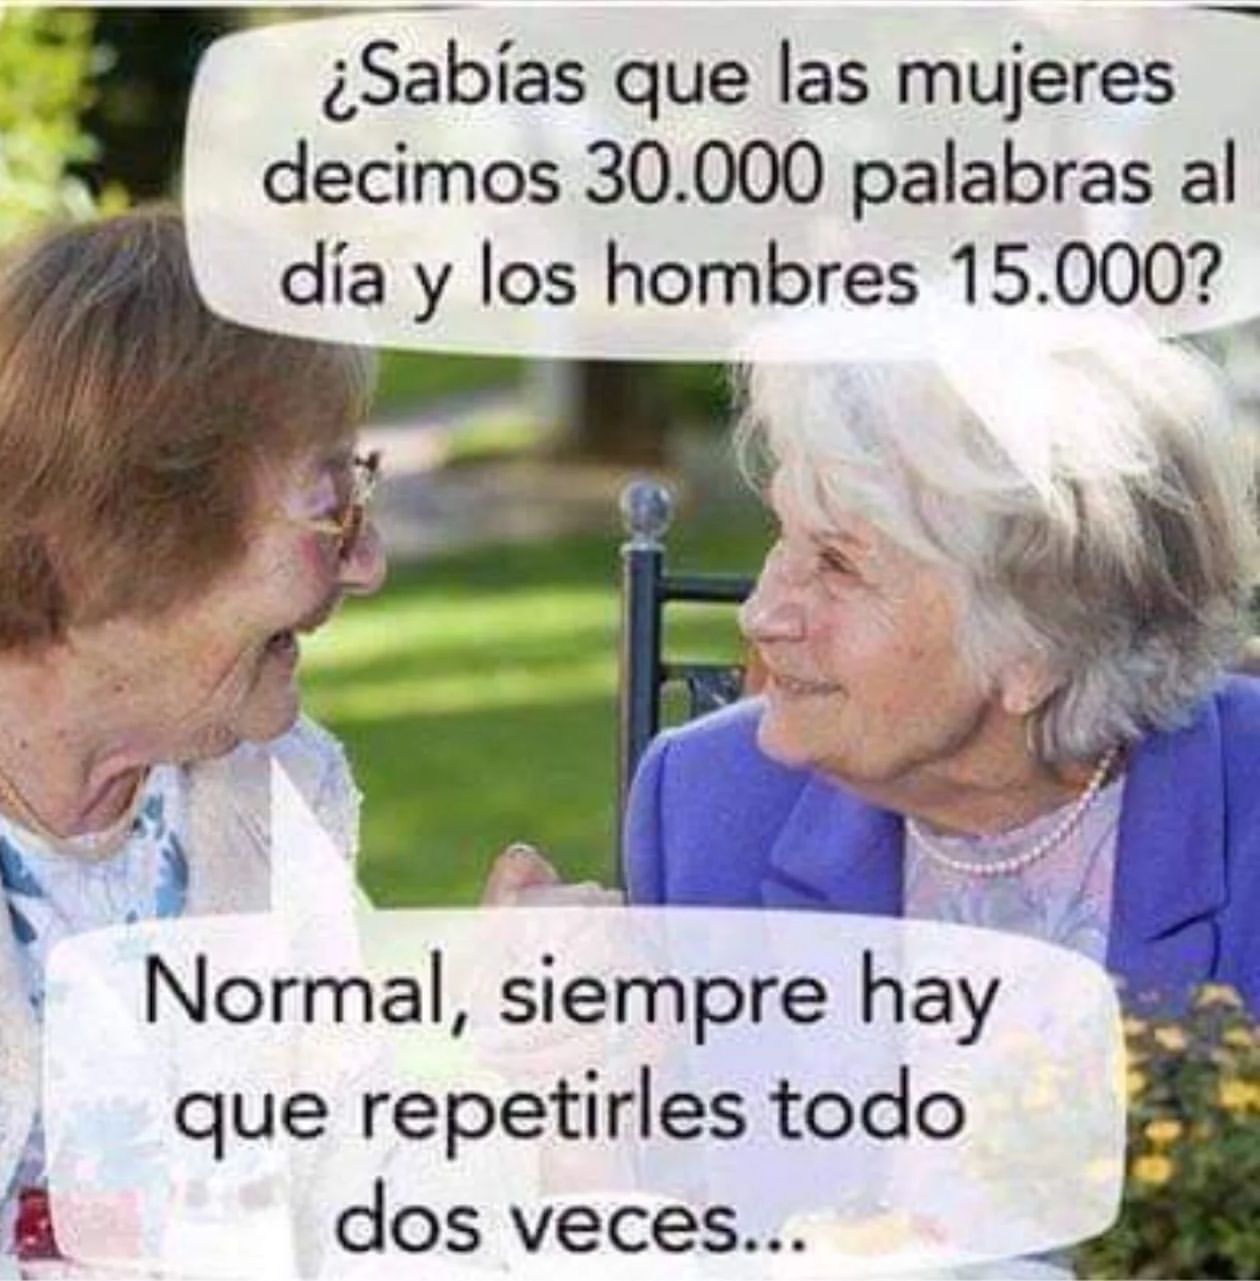 ¿Sabías que las mujeres
decimos 30.000 palabras al
día y los hombres 15.000?
Normal, siempre hay
que repetirles todo
dos veces...